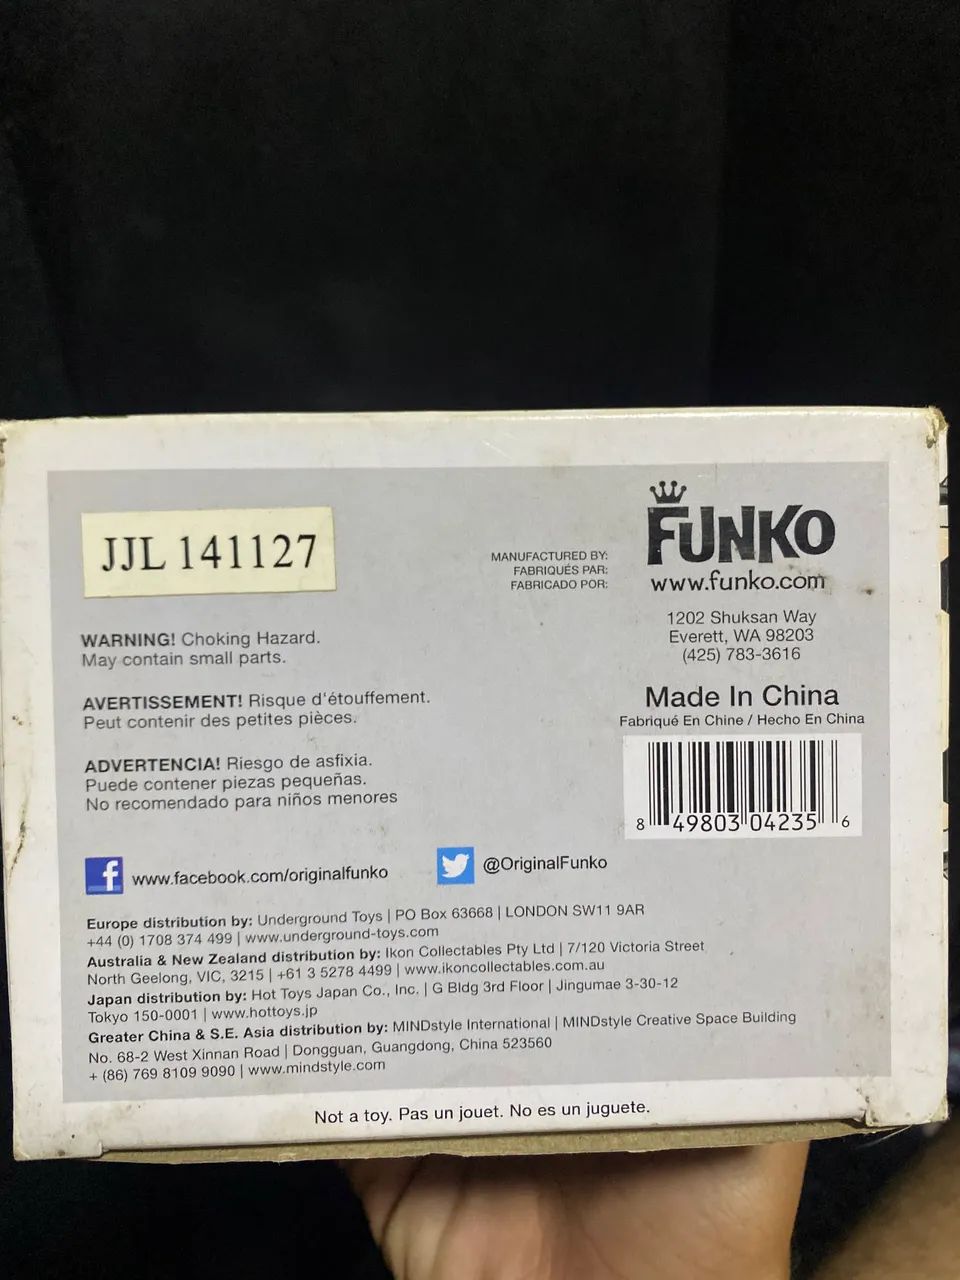 JJL 141127
WARNING! Choking Hazard.
May contain small parts.
AVERTISSEMENT! Risque d'étouffement.
Peut contenir des petites pièces.
ADVERTENCIA! Riesgo de asfixia.
Puede contener piezas pequeñas.
No recomendado para niños menores
MANUFACTURED BY:
FABRIQUÉS PAR:
FABRICADO POR:
FUNKO
www.funko.com
1202 Shuksan Way
Everett, WA 98203
(425) 783-3616
Made In China
Fabriqué En Chine / Hecho En China
8 49803 04235 6
f www.facebook.com/originalfunko
@OriginalFunko
Europe distribution by: Underground Toys | PO Box 63668 | LONDON SW11 9AR
+44 (0) 1708 374 499 | www.underground-toys.com
Australia & New Zealand distribution by: Ikon Collectables Pty Ltd | 7/120 Victoria Street
North Geelong, VIC, 3215 | +61 3 5278 4499 | www.ikoncollectables.com.au
Japan distribution by: Hot Toys Japan Co., Inc. | G Bldg 3rd Floor | Jingumae 3-30-12
Tokyo 150-0001 | www.hottoys.jp
Greater China & S.E. Asia distribution by: MINDstyle International | MINDstyle Creative Space Building
No. 68-2 West Xinnan Road | Dongguan, Guangdong, China 523560
+ (86) 769 8109 9090 | www.mindstyle.com
Not a toy. Pas un jouet. No es un juguete.